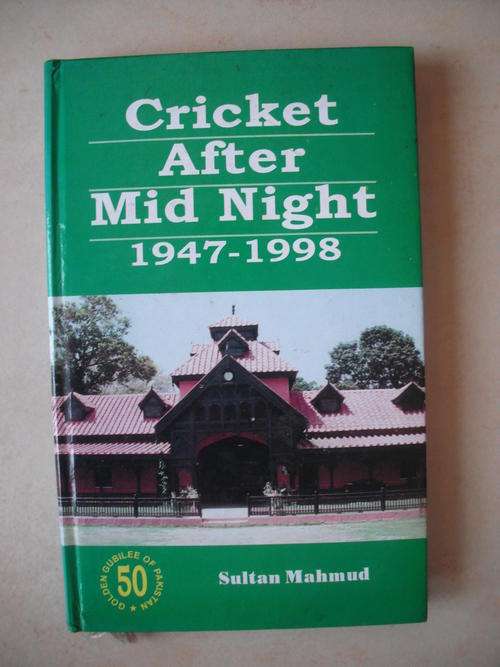 Cricket
After
Mid Night
1947-1998
GOLDEN GUBILEE OF PAKISTAN ★
50
Sultan Mahmud